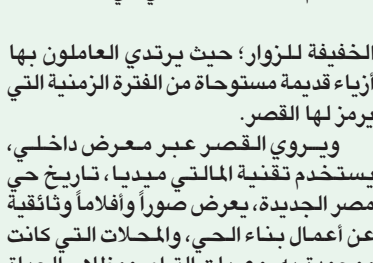 الخفيفة للزوار؛ حيث يرتدي العاملون بها
أزياء قديمة مستوحاة من الفترة الزمنية التي
يرمز لها القصر.
ويروي القصر عبر معرض داخلي،
يستخدم تقنية المالتي ميديا، تاريخ حي
مصر الجديدة، يعرض صوراً وأفلاماً وثائقية
عن أعمال بناء الحي، والمحلات التي كانت